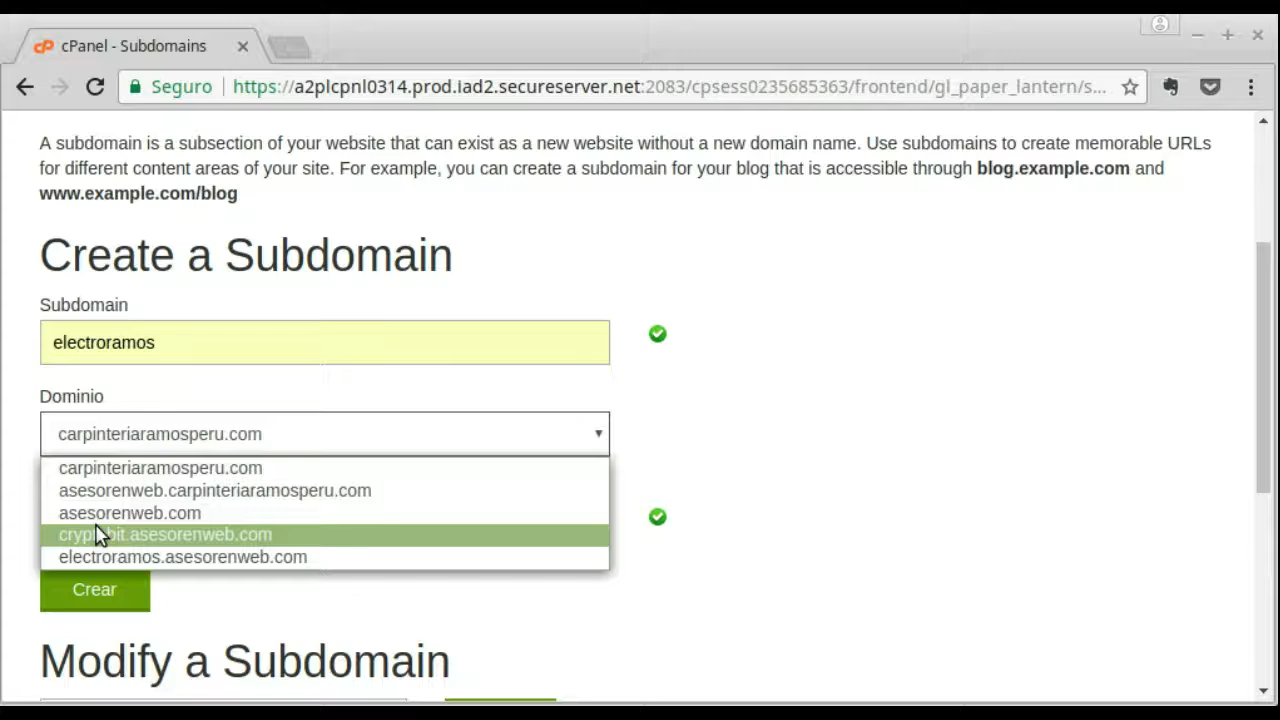 cPanel - Subdomains
Seguro
https://a2plcpnl0314.prod.iad2.secureserver.net:2083/cpsess0235685363/frontend/gl_paper_lantern/s...
A subdomain is a subsection of your website that can exist as a new website without a new domain name. Use subdomains to create memorable URLs
for different content areas of your site. For example, you can create a subdomain for your blog that is accessible through blog.example.com and
www.example.com/blog
Create a Subdomain
Subdomain
electroramos
Dominio
carpinteriaramosperu.com
carpinteriaramosperu.com
asesorenweb.carpinteriaramosperu.com
asesorenweb.com
bit.asesorenweb.com
electroramos.asesorenweb.com
Crear
Modify a Subdomain